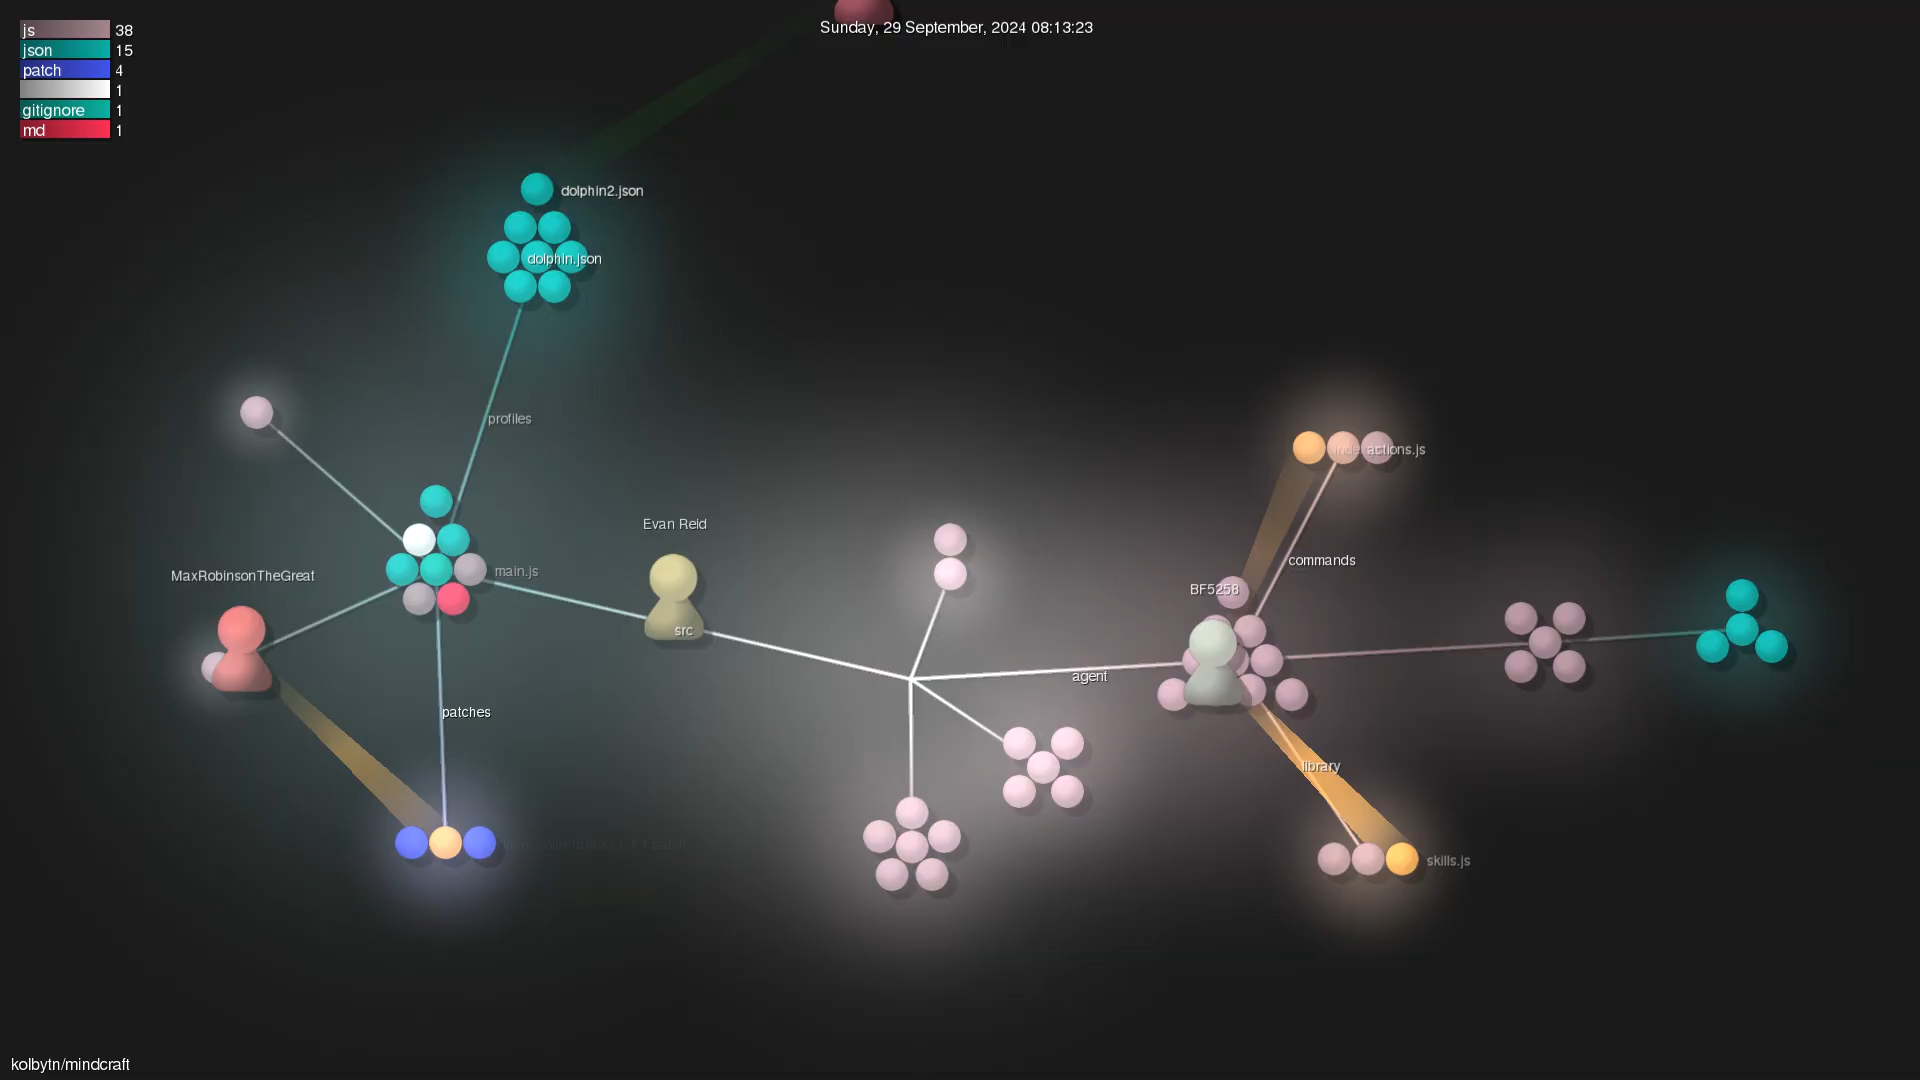 Sunday, 29 September, 2024 08:13:23
js 38
json 15
patch 4
1
gitignore 1
md 1
dolphin2.json
dolphin.json
profiles
actions.js
Evan Reid
commands
main.js
MaxRobinsonTheGreat
BF5258
src
agent
patches
library
skills.js
kolbytn/mindcraft